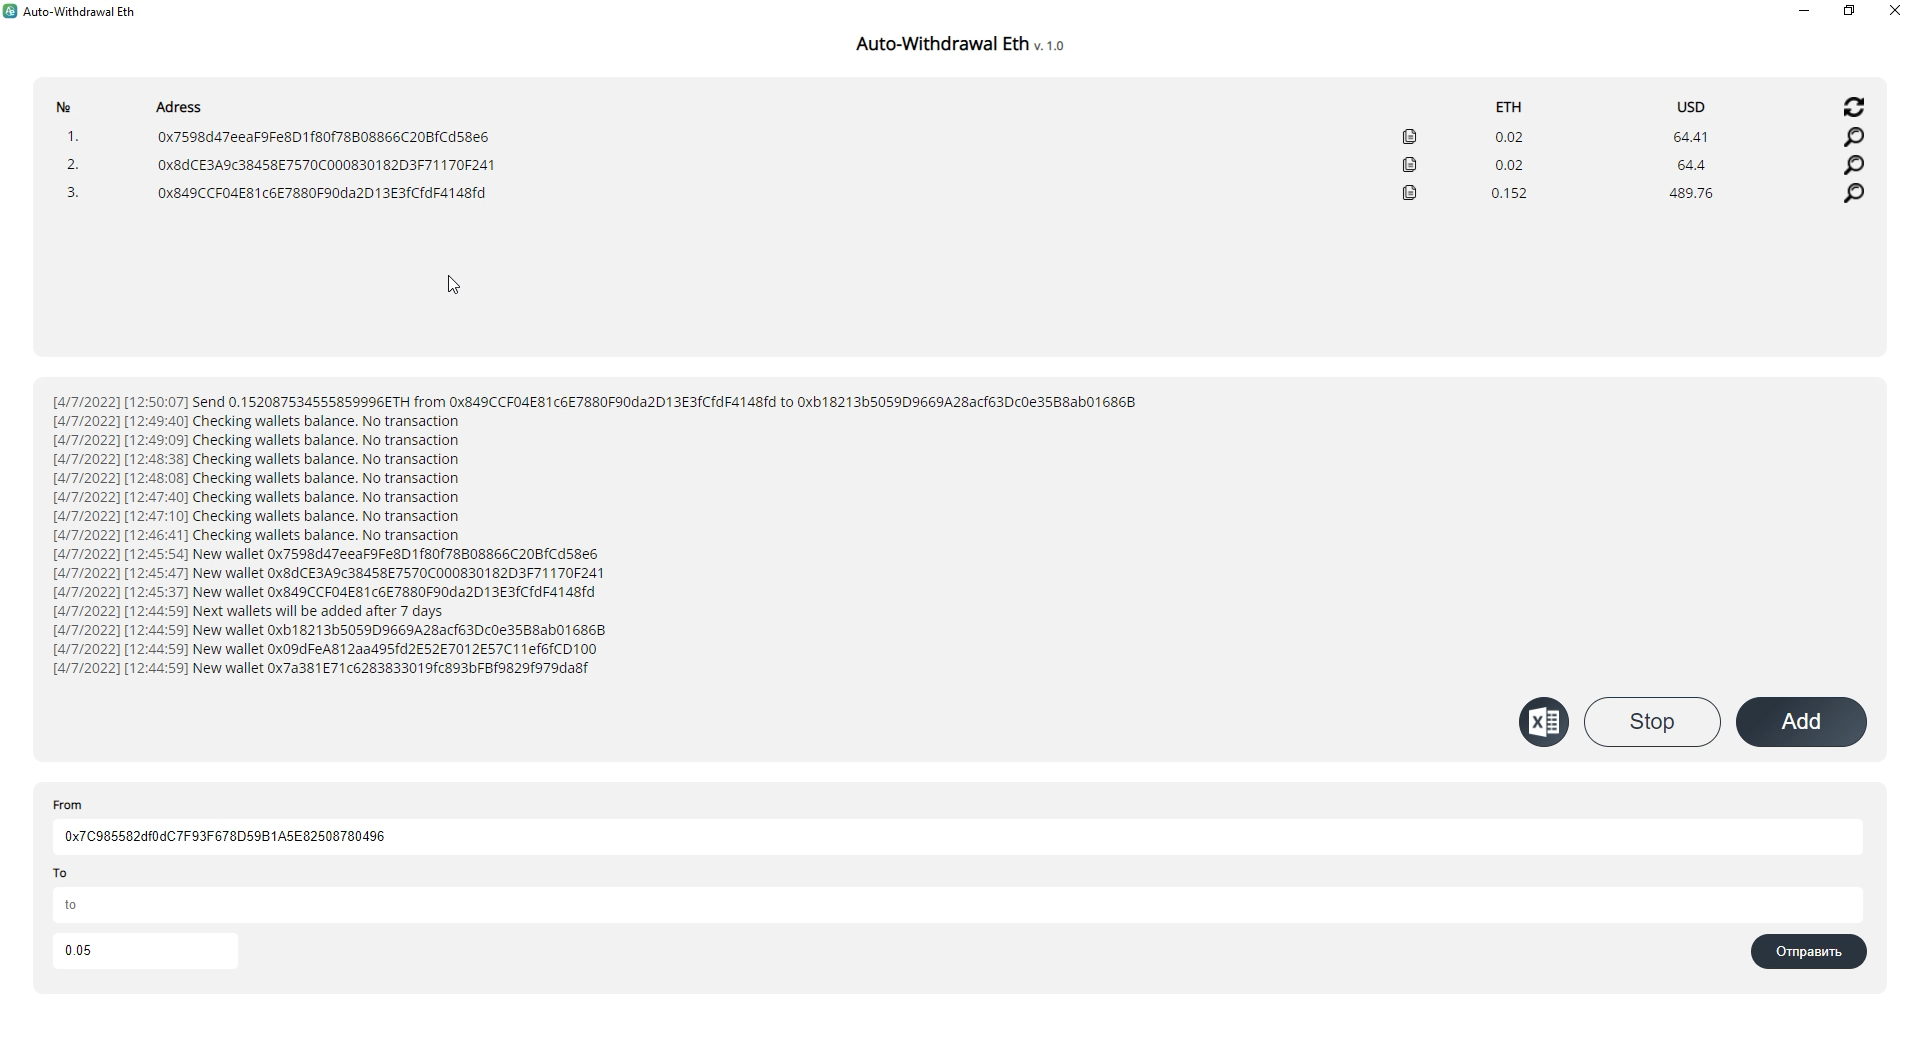 Auto-Withdrawal Eth
Auto-Withdrawal Eth v. 1.0
№ Adress ETH USD
1. 0x7598d47eeaF9Fe8D1f80f78B08866C20BfCd58e6 0.02 64.41
2. 0x8dCE3A9c38458E7570C000830182D3F71170F241 0.02 64.4
3. 0x849CCF04E81c6E7880F90da2D13E3fCfdF4148fd 0.152 489.76
[4/7/2022] [12:50:07] Send 0.152087534555859996ETH from 0x849CCF04E81c6E7880F90da2D13E3fCfdF4148fd to 0xb18213b5059D9669A28acf63Dc0e35B8ab01686B
[4/7/2022] [12:49:40] Checking wallets balance. No transaction
[4/7/2022] [12:49:09] Checking wallets balance. No transaction
[4/7/2022] [12:48:38] Checking wallets balance. No transaction
[4/7/2022] [12:48:08] Checking wallets balance. No transaction
[4/7/2022] [12:47:40] Checking wallets balance. No transaction
[4/7/2022] [12:47:10] Checking wallets balance. No transaction
[4/7/2022] [12:46:41] Checking wallets balance. No transaction
[4/7/2022] [12:45:54] New wallet 0x7598d47eeaF9Fe8D1f80f78B08866C20BfCd58e6
[4/7/2022] [12:45:47] New wallet 0x8dCE3A9c38458E7570C000830182D3F71170F241
[4/7/2022] [12:45:37] New wallet 0x849CCF04E81c6E7880F90da2D13E3fCfdF4148fd
[4/7/2022] [12:44:59] Next wallets will be added after 7 days
[4/7/2022] [12:44:59] New wallet 0xb18213b5059D9669A28acf63Dc0e35B8ab01686B
[4/7/2022] [12:44:59] New wallet 0x09dFeA812aa495fd2E52E7012E57C11ef6fCD100
[4/7/2022] [12:44:59] New wallet 0x7a381E71c6283833019fc893bFBf9829f979da8f
Stop Add
From
0x7C985582df0dC7F93F678D59B1A5E82508780496
To
to
0.05
Отправить